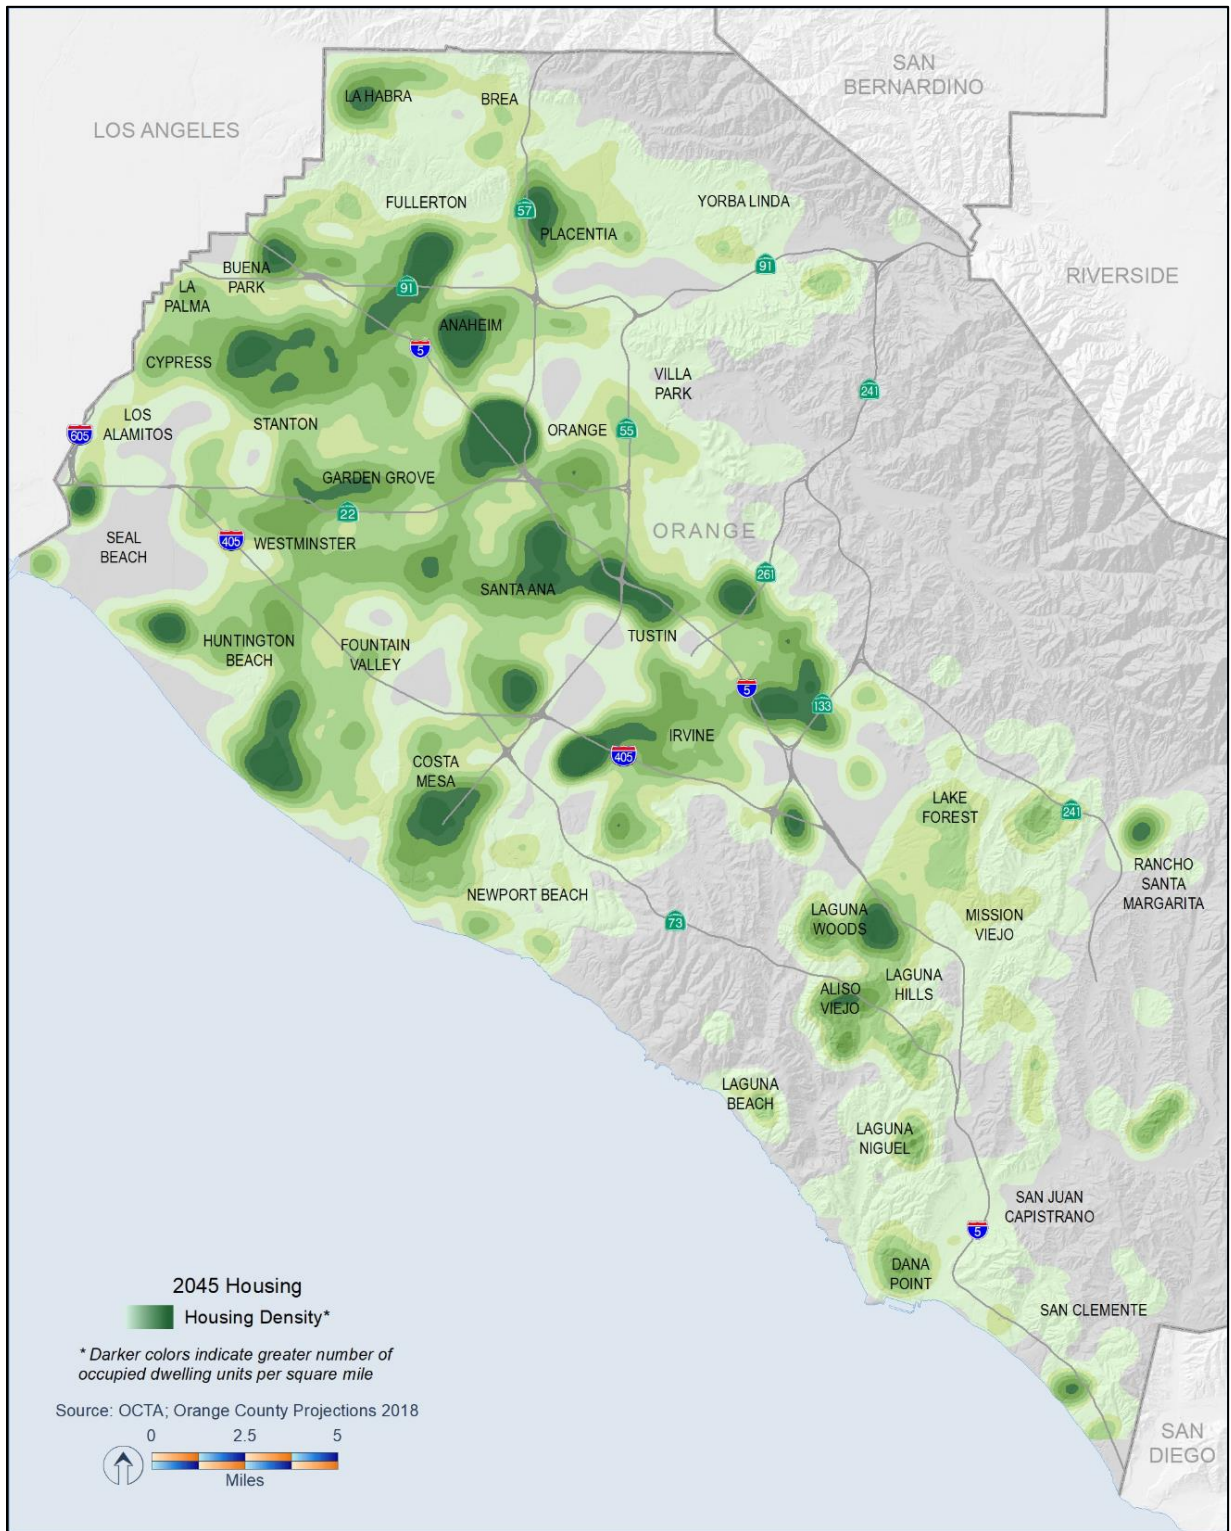 SAN
BERNARDINO
LOS ANGELES
LA HABRA
BREA
FULLERTON
YORBA LINDA
57
PLACENTIA
BUENA
PARK
91
RIVERSIDE
LA
PALMA
91
ANAHEIM
5
CYPRESS
VILLA
PARK
241
LOS
ALAMITOS
STANTON
ORANGE
55
605
GARDEN GROVE
22
SEAL
BEACH
405
WESTMINSTER
ORANGE
261
SANTA ANA
TUSTIN
HUNTINGTON
BEACH
FOUNTAIN
VALLEY
5
133
IRVINE
405
COSTA
MESA
LAKE
FOREST
241
RANCHO
SANTA
MARGARITA
NEWPORT BEACH
73
LAGUNA
WOODS
MISSION
VIEJO
LAGUNA
HILLS
ALISO
VIEJO
LAGUNA
BEACH
LAGUNA
NIGUEL
SAN JUAN
CAPISTRANO
5
DANA
POINT
SAN CLEMENTE
SAN
DIEGO
2045 Housing
Housing Density*
* Darker colors indicate greater number of
occupied dwelling units per square mile
Source: OCTA; Orange County Projections 2018
0 2.5 5
Miles